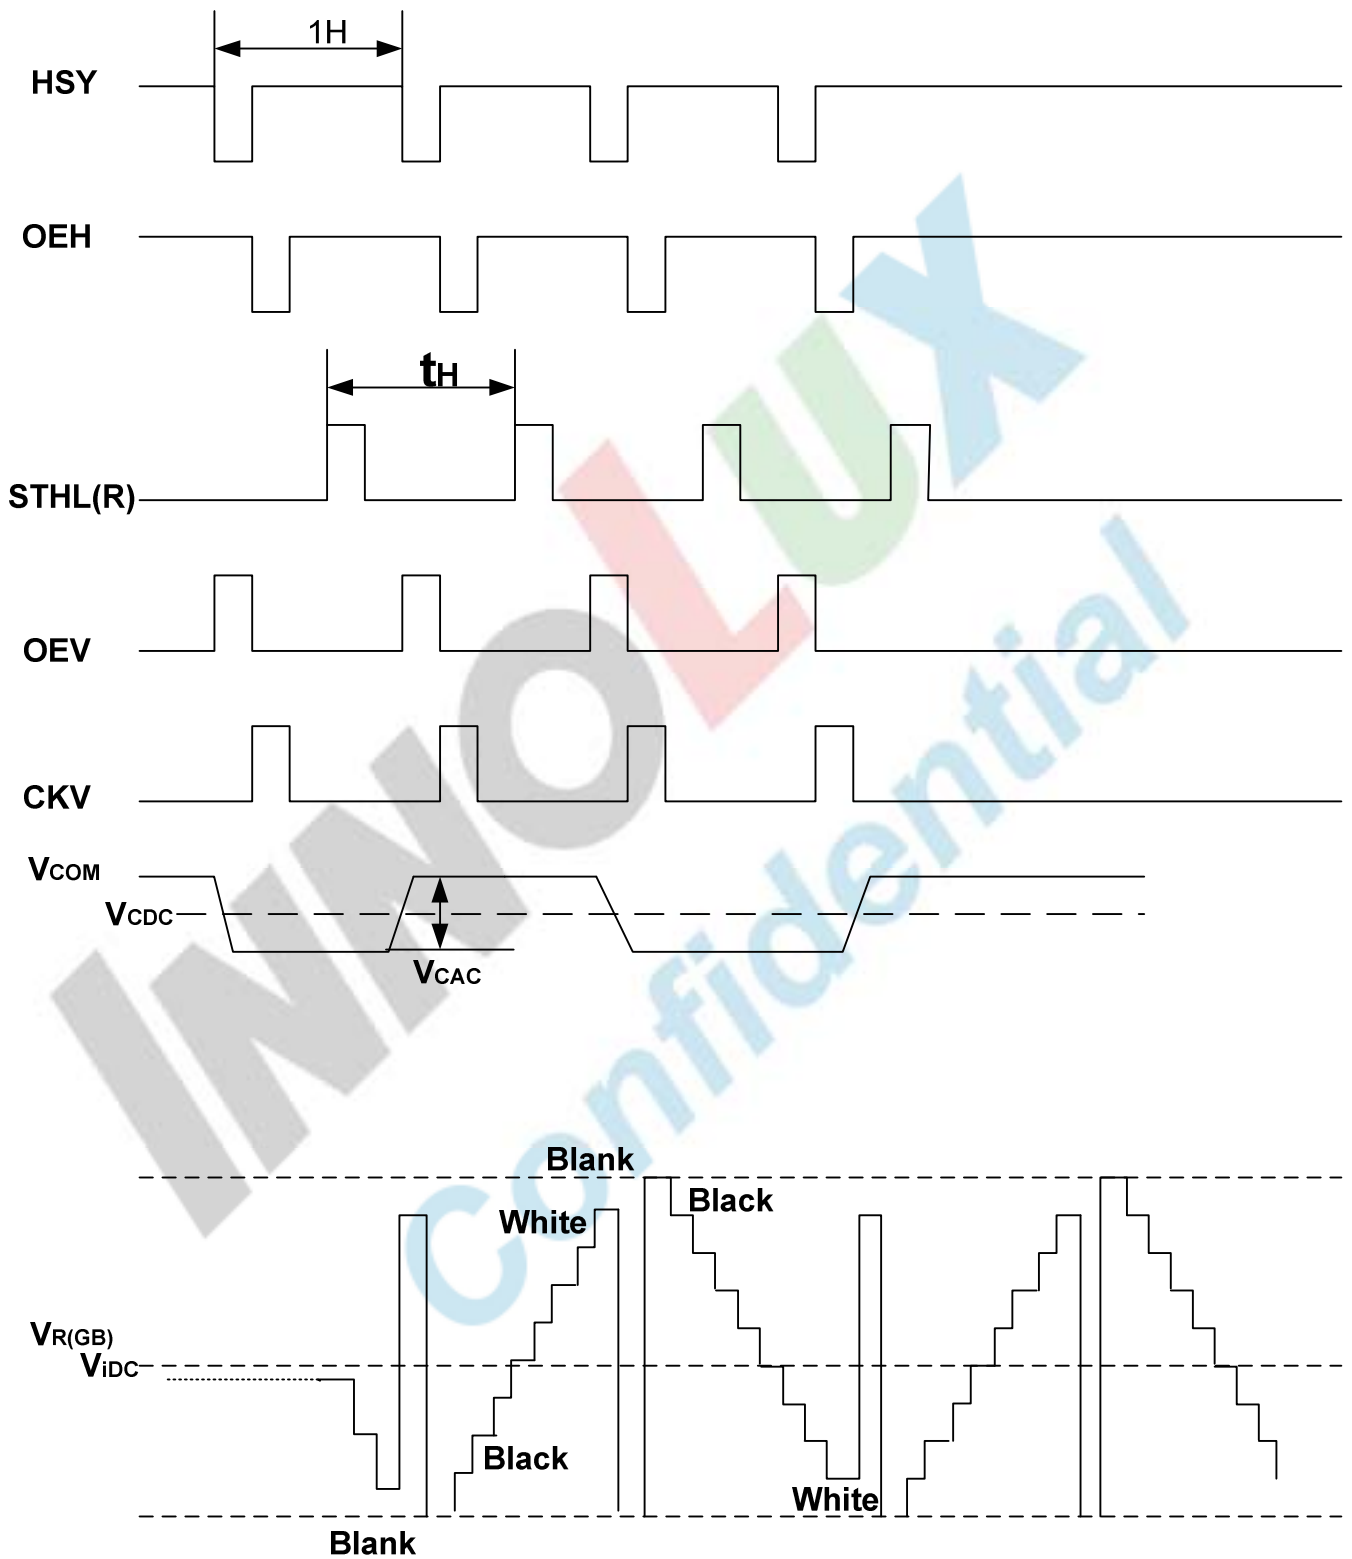 1H
HSY
OEH
tH
STHL(R)
OEV
CKV
VCOM
VCDC
VCAC
Blank
Black
White
VR(GB)
ViDC
Black
White
Blank
INNOLUX
Confidential